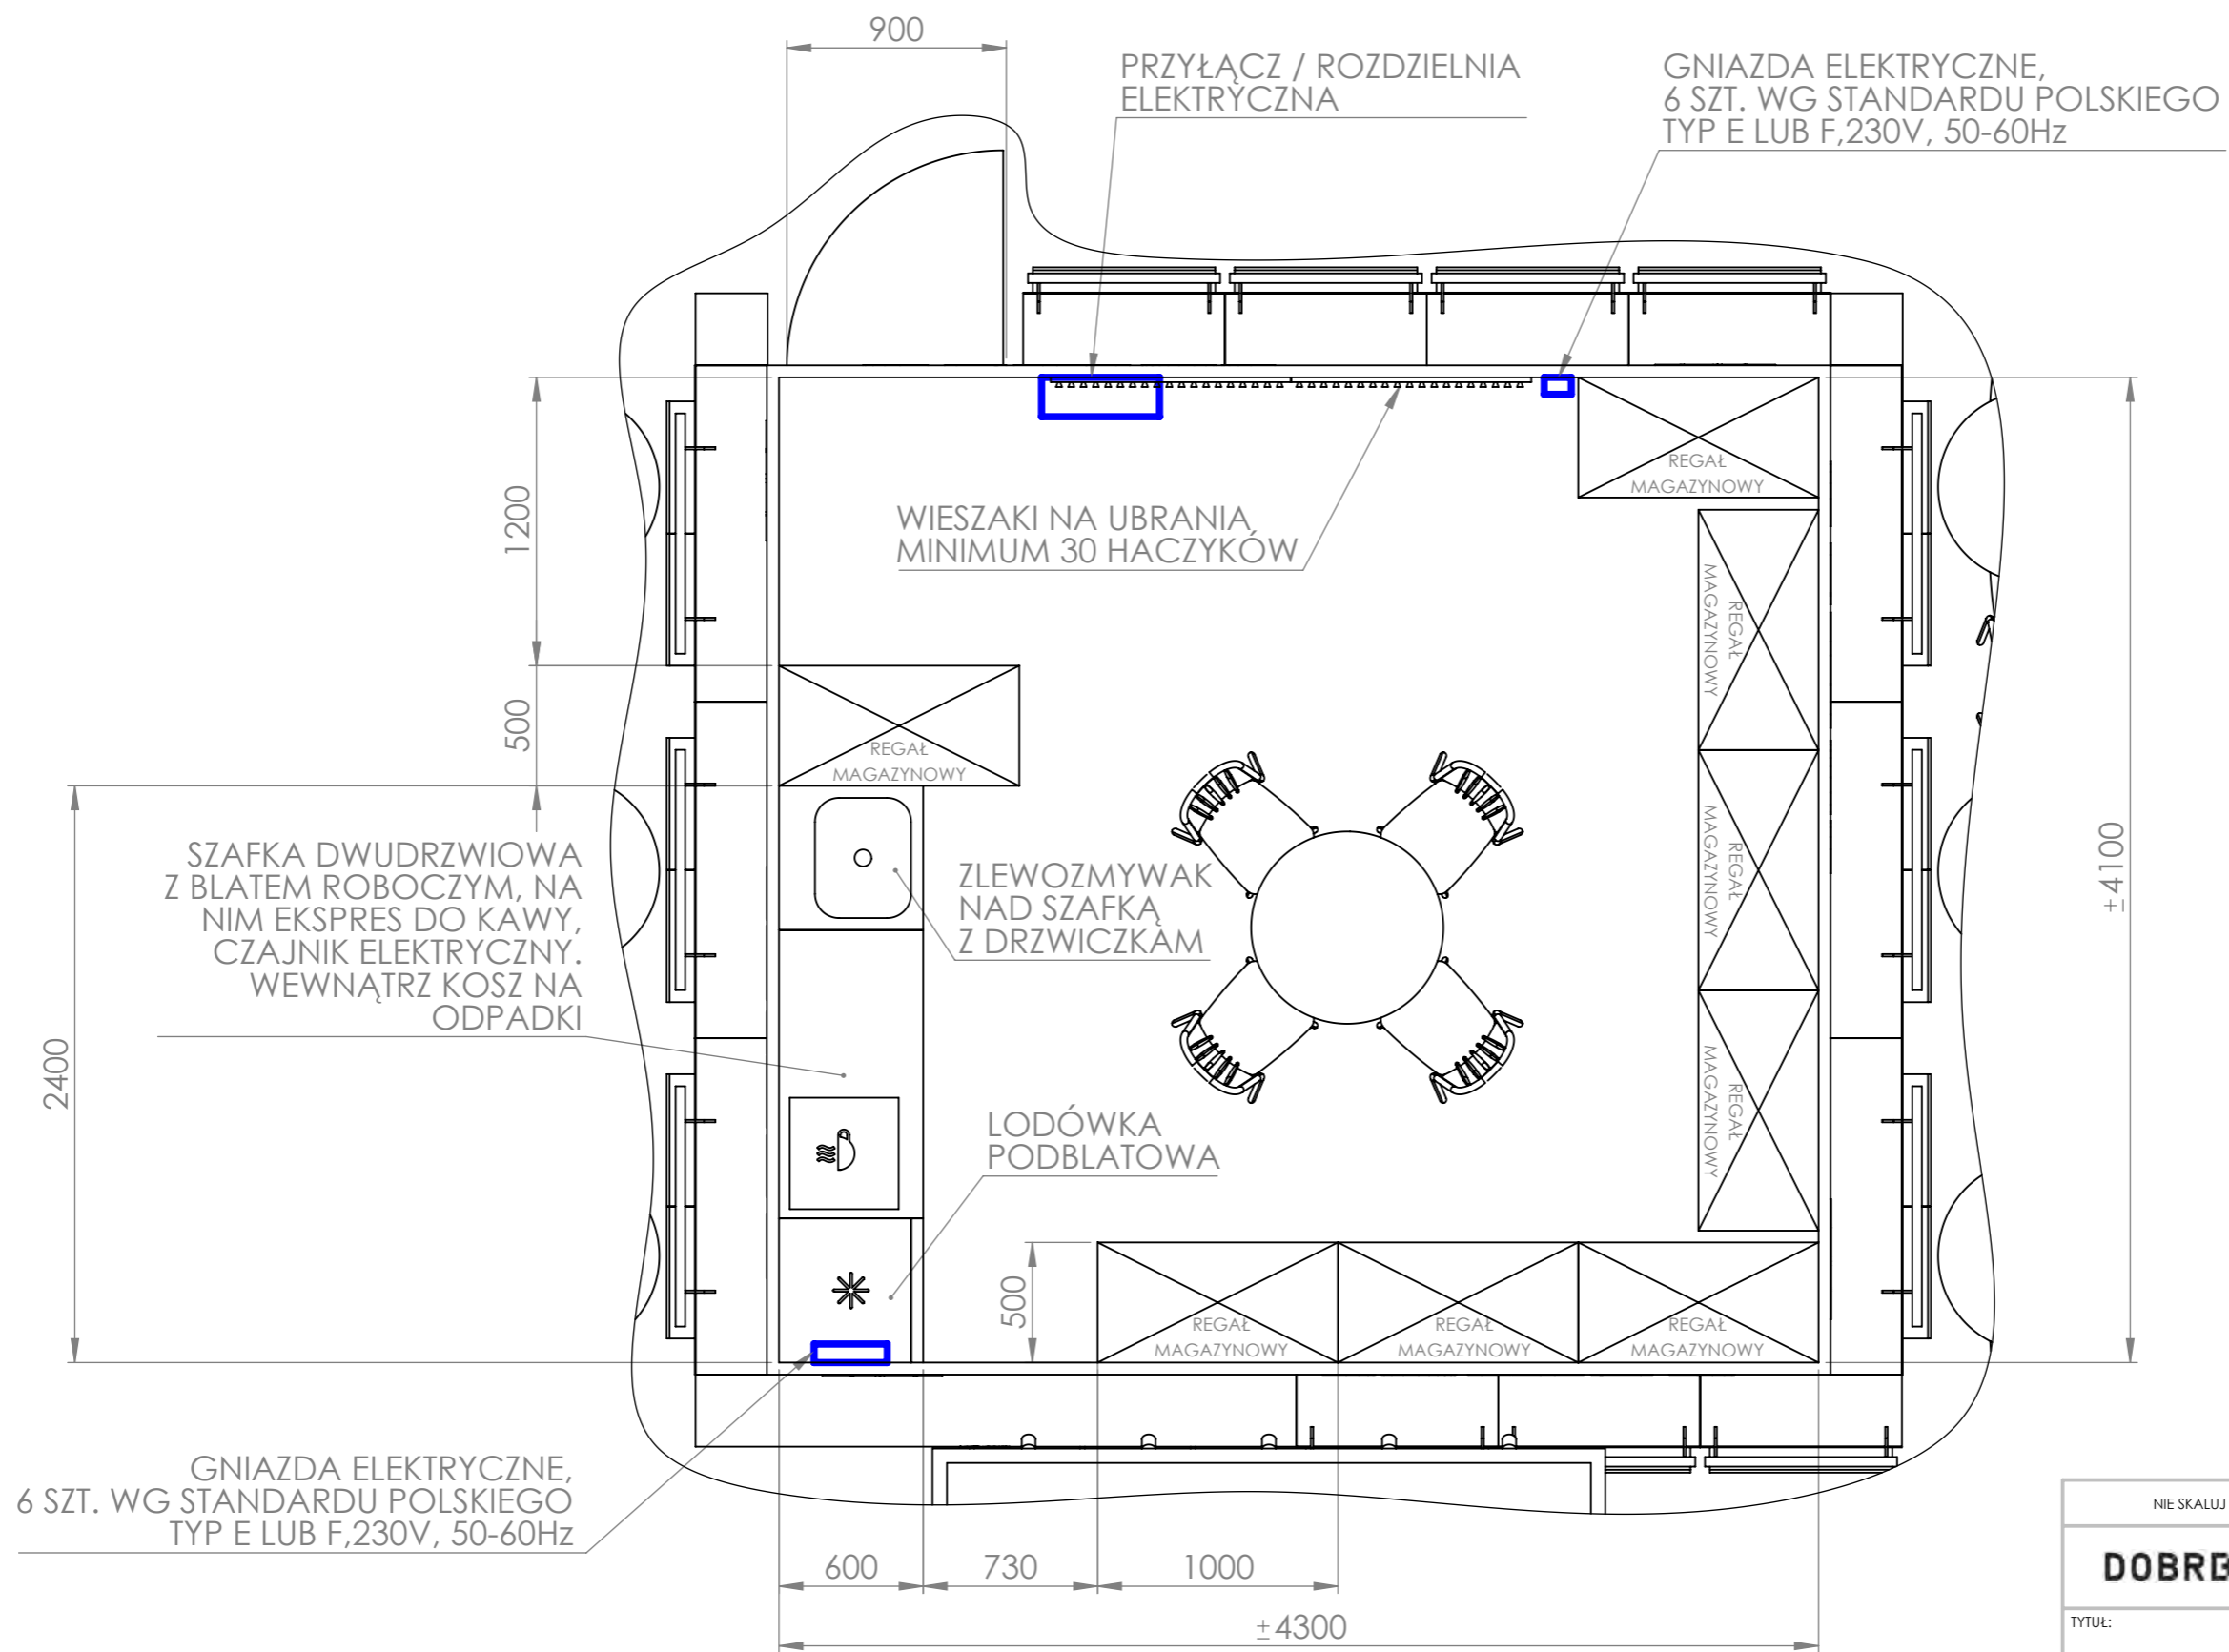 900
PRZYŁĄCZ / ROZDZIELNIA
ELEKTRYCZNA
GNIAZDA ELEKTRYCZNE,
6 SZT. WG STANDARDU POLSKIEGO
TYP E LUB F,230V, 50-60Hz
REGAŁ
MAGAZYNOWY
1200
WIESZAKI NA UBRANIA
MINIMUM 30 HACZYKÓW
REGAŁ
MAGAZYNOWY
500
REGAŁ
MAGAZYNOWY
REGAŁ
MAGAZYNOWY
±4100
SZAFKA DWUDRZWIOWA
Z BLATEM ROBOCZYM, NA
NIM EKSPRES DO KAWY,
CZAJNIK ELEKTRYCZNY.
WEWNĄTRZ KOSZ NA
ODPADKI
ZLEWOZMYWAK
NAD SZAFKĄ
Z DRZWICZKAM
2400
REGAŁ
MAGAZYNOWY
LODÓWKA
PODBLATOWA
500
REGAŁ
MAGAZYNOWY
REGAŁ
MAGAZYNOWY
REGAŁ
MAGAZYNOWY
GNIAZDA ELEKTRYCZNE,
6 SZT. WG STANDARDU POLSKIEGO
TYP E LUB F,230V, 50-60Hz
600
730
1000
±4300
NIE SKALUJ
TYTUŁ: